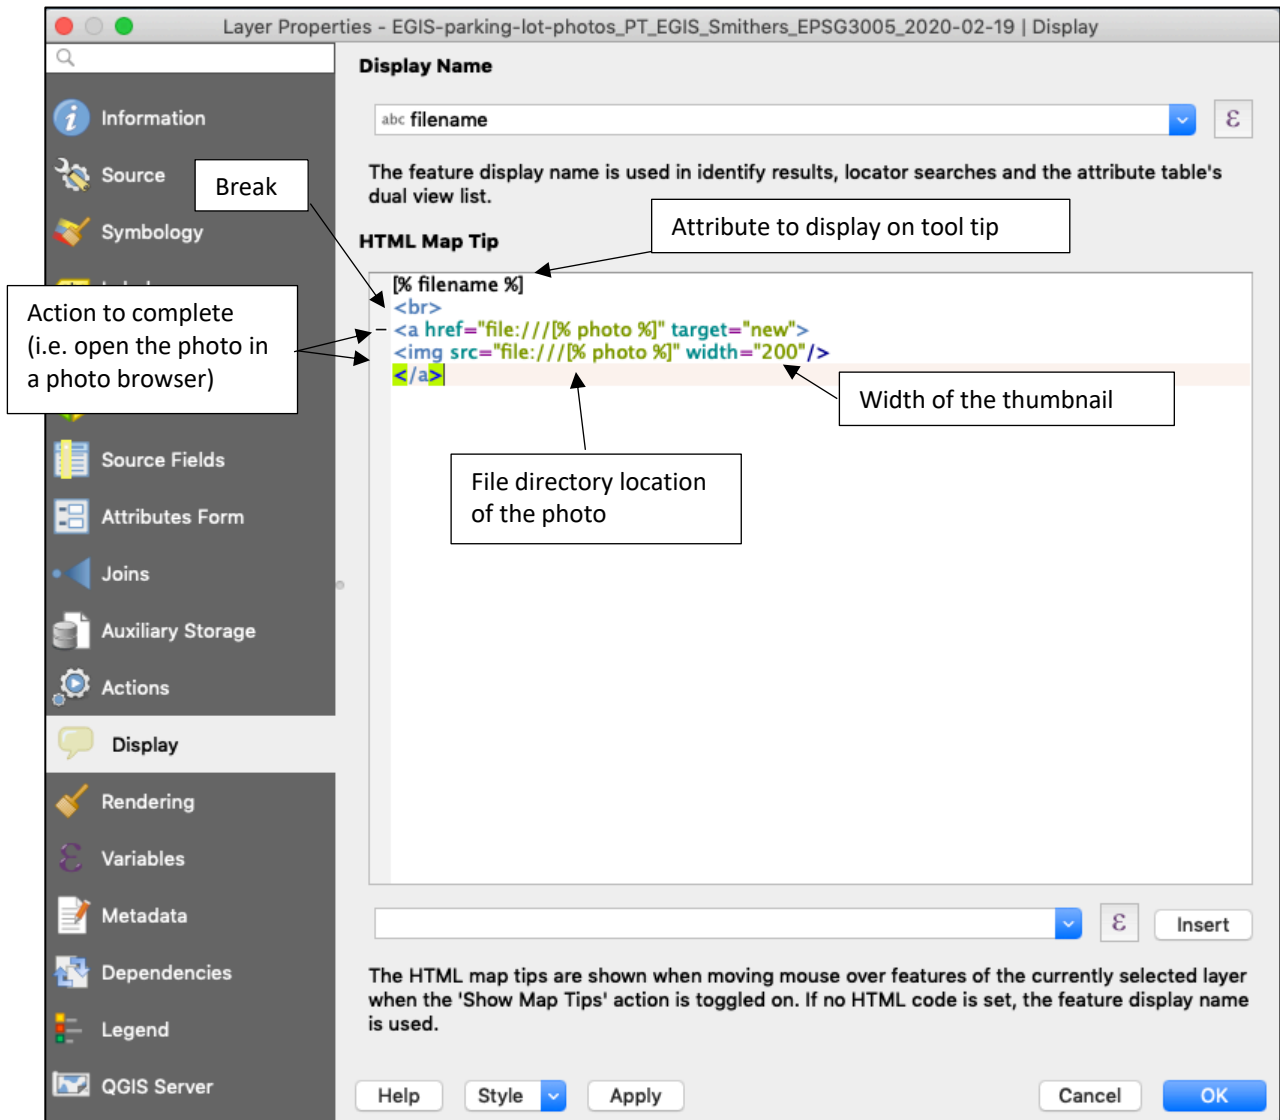 Layer Properties - EGIS-parking-lot-photos_PT_EGIS_Smithers_EPSG3005_2020-02-19 | Display
Information
Source
Symbology
Source Fields
Attributes Form
Joins
Auxiliary Storage
Actions
Display
Rendering
Variables
Metadata
Dependencies
Legend
QGIS Server
Break
Action to complete
(i.e. open the photo in
a photo browser)
Display Name
abc filename
ε
The feature display name is used in identify results, locator searches and the attribute table's
dual view list.
Attribute to display on tool tip
HTML Map Tip
[% filename %]
<br>
<a href="file:///[% photo %]" target="new">
<img src="file:///[% photo %]" width="200"/>
</a>
Width of the thumbnail
File directory location
of the photo
ε
Insert
The HTML map tips are shown when moving mouse over features of the currently selected layer
when the 'Show Map Tips' action is toggled on. If no HTML code is set, the feature display name
is used.
Help
Style
Apply
Cancel
OK